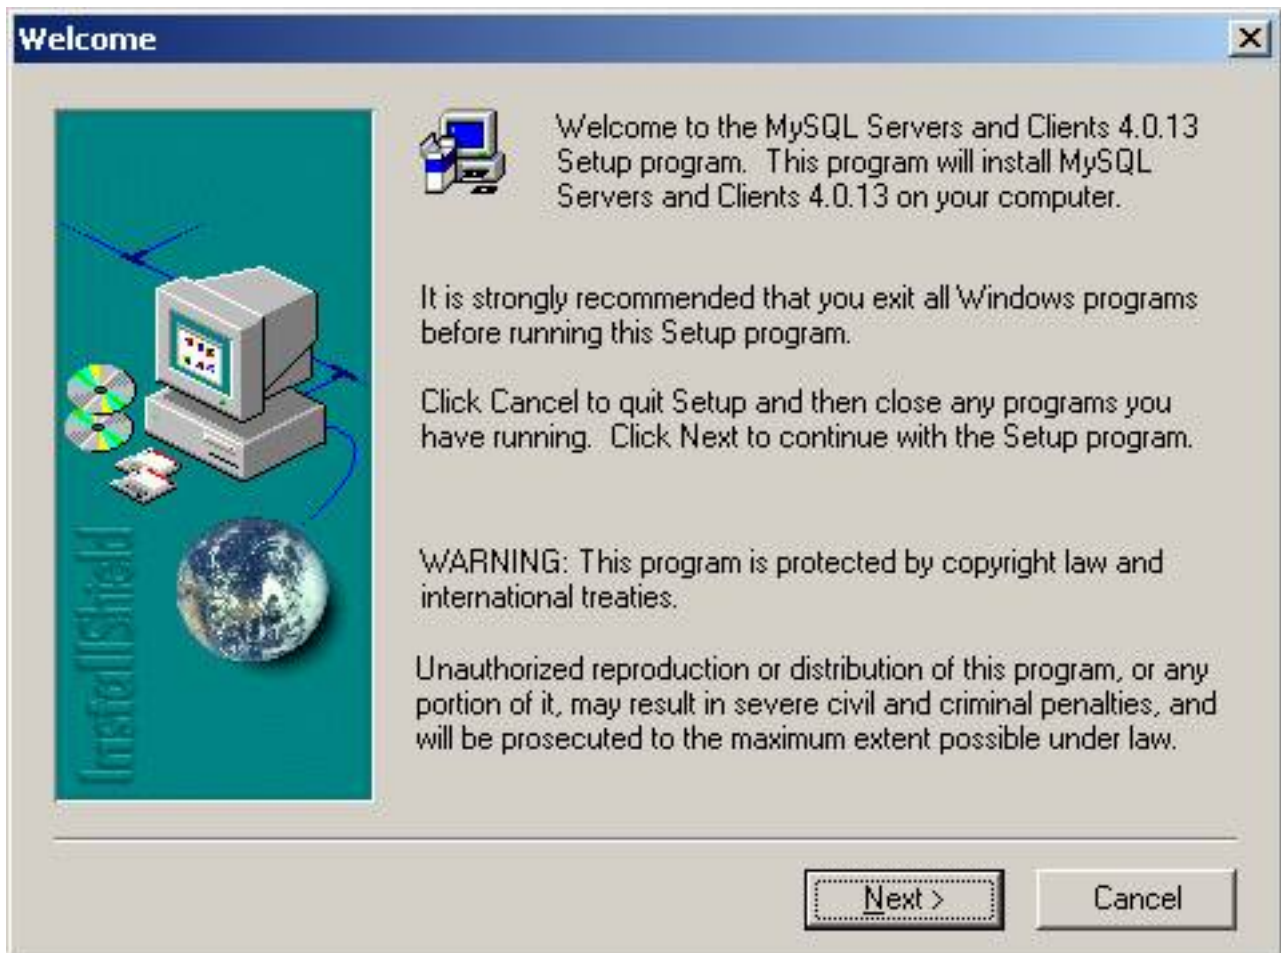 Welcome
Welcome to the MySQL Servers and Clients 4.0.13
Setup program.  This program will install MySQL
Servers and Clients 4.0.13 on your computer.
It is strongly recommended that you exit all Windows programs
before running this Setup program.
Click Cancel to quit Setup and then close any programs you
have running.  Click Next to continue with the Setup program.
WARNING: This program is protected by copyright law and
international treaties.
Unauthorized reproduction or distribution of this program, or any
portion of it, may result in severe civil and criminal penalties, and
will be prosecuted to the maximum extent possible under law.
InstallShield
Next >
Cancel